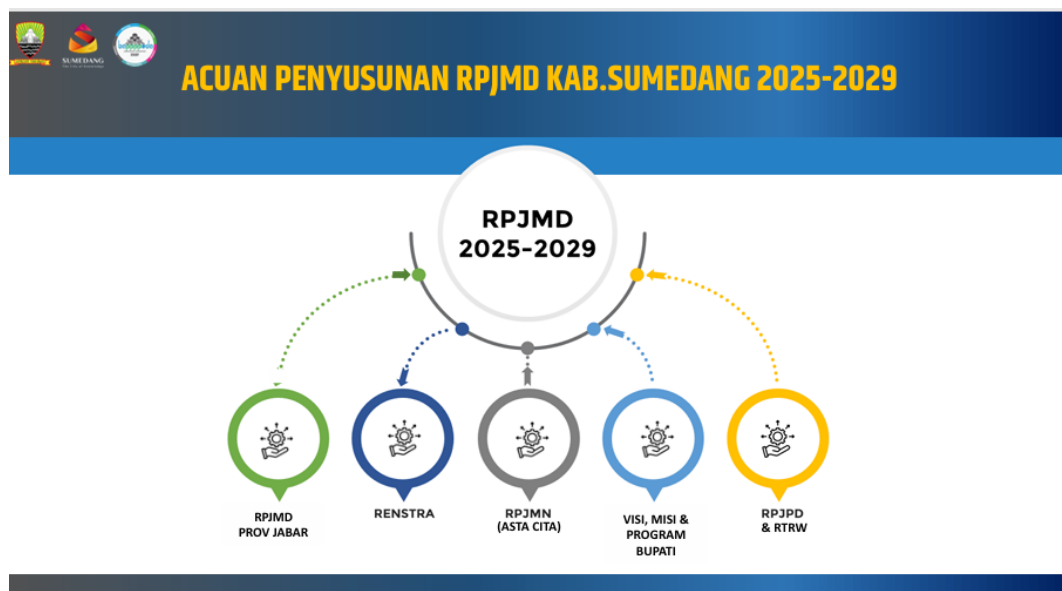 SUMEDANG
ACUAN PENYUSUNAN RPJMD KAB.SUMEDANG 2025-2029
RPJMD
2025-2029
RPJMD
PROV JABAR
RENSTRA
RPJMN
(ASTA CITA)
VISI, MISI &
PROGRAM
BUPATI
RPJPD
& RTRW